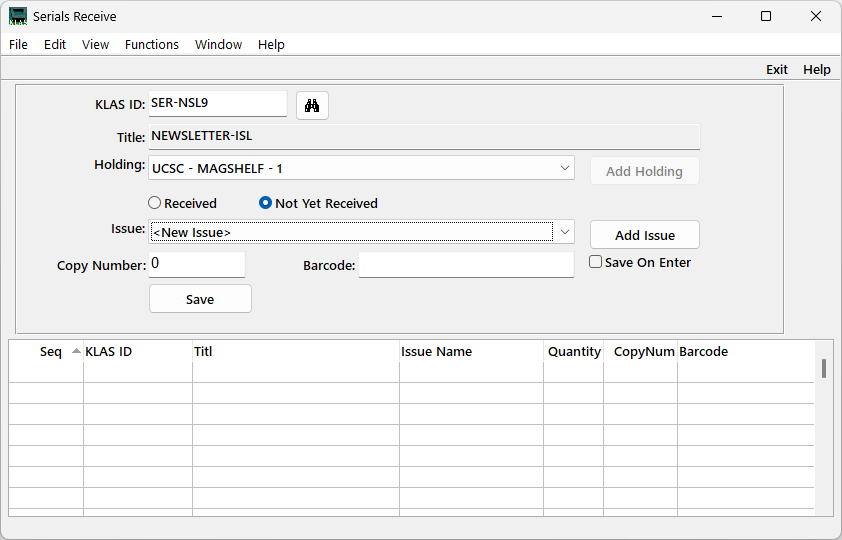 Serials Receive
File Edit View Functions Window Help
Exit Help
KLAS ID: SER-NSL9
Title: NEWSLETTER-ISL
Holding: UCSC - MAGSHELF - 1 Add Holding
Received Not Yet Received
Issue: <New Issue> Add Issue
Copy Number: 0 Barcode: Save On Enter
Save
Seq KLAS ID Titl Issue Name Quantity CopyNum Barcode